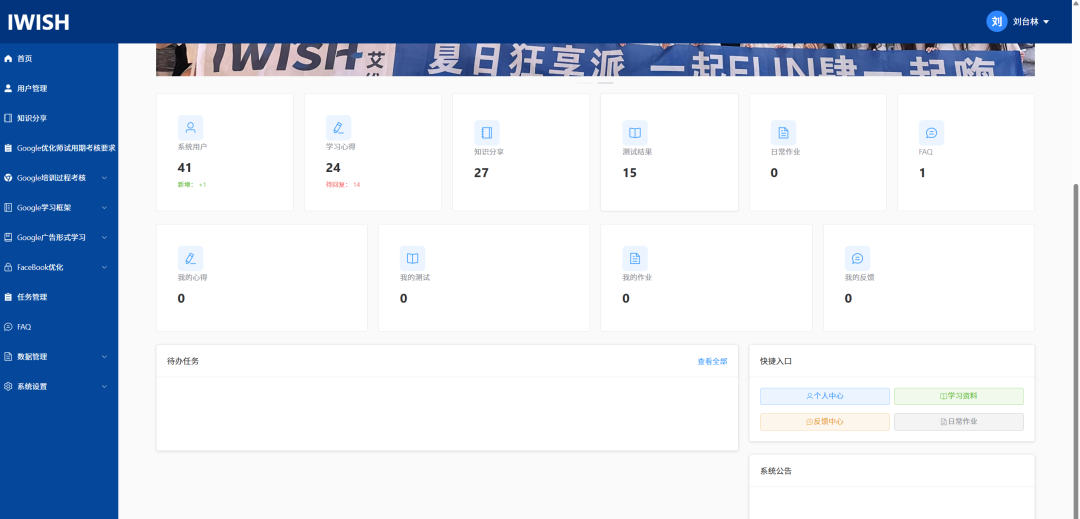 IWISH
刘 刘台林
首页
用户管理
知识分享
Google优化师试用期考核要求
Google培训过程考核
Google学习框架
Google广告形式学习
FaceBook优化
任务管理
FAQ
数据管理
系统设置
IWISH 艾 夏日狂享派 一起FUN肆一起嗨
系统用户
41
新增： +1
学习心得
24
待回复： 14
知识分享
27
测试结果
15
日常作业
0
FAQ
1
我的心得
0
我的测试
0
我的作业
0
我的反馈
0
待办任务 查看全部
快捷入口
个人中心 学习资料
反馈中心 日常作业
系统公告